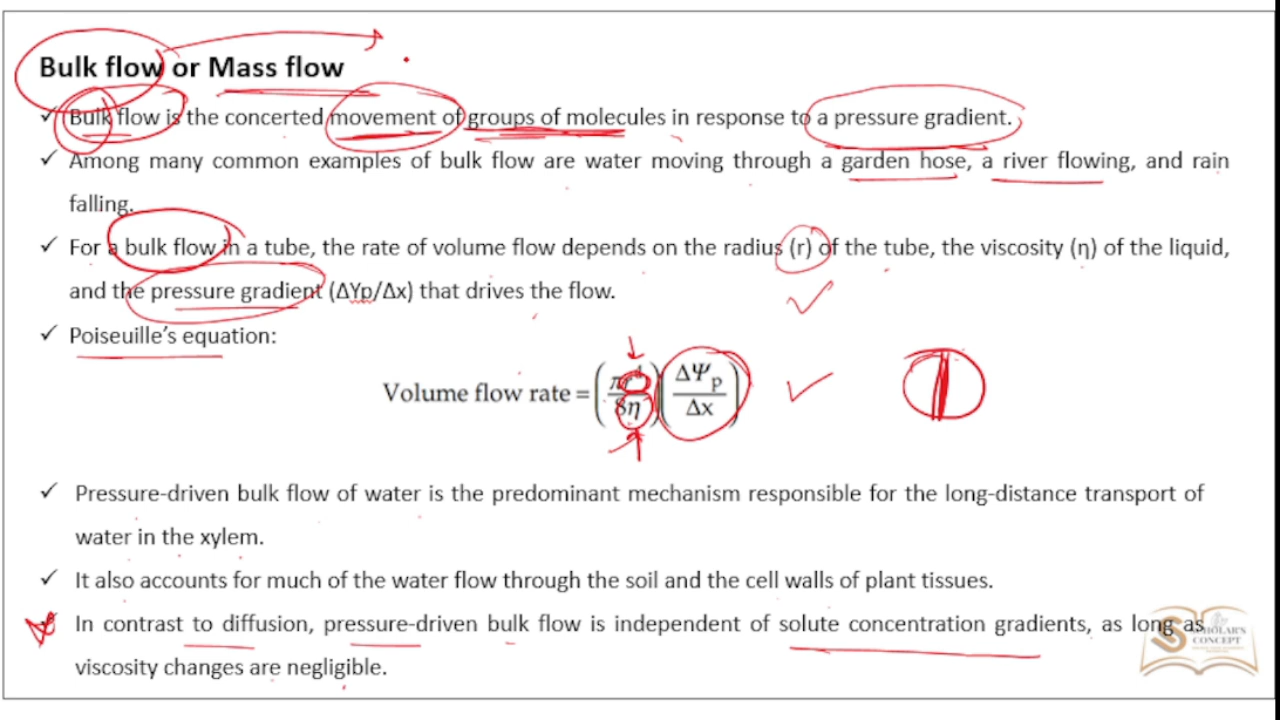 Bulk flow or Mass flow
✓ Bulk flow is the concerted movement of groups of molecules in response to a pressure gradient.
✓ Among many common examples of bulk flow are water moving through a garden hose, a river flowing, and rain
falling.
✓ For a bulk flow in a tube, the rate of volume flow depends on the radius (r) of the tube, the viscosity (η) of the liquid,
and the pressure gradient (ΔYp/Δx) that drives the flow.
✓ Poiseuille's equation:
Volume flow rate = (πr⁴/8η)(ΔΨp/Δx)
✓ Pressure-driven bulk flow of water is the predominant mechanism responsible for the long-distance transport of
water in the xylem.
✓ It also accounts for much of the water flow through the soil and the cell walls of plant tissues.
In contrast to diffusion, pressure-driven bulk flow is independent of solute concentration gradients, as long as
viscosity changes are negligible.
SCHOLAR'S
CONCEPT